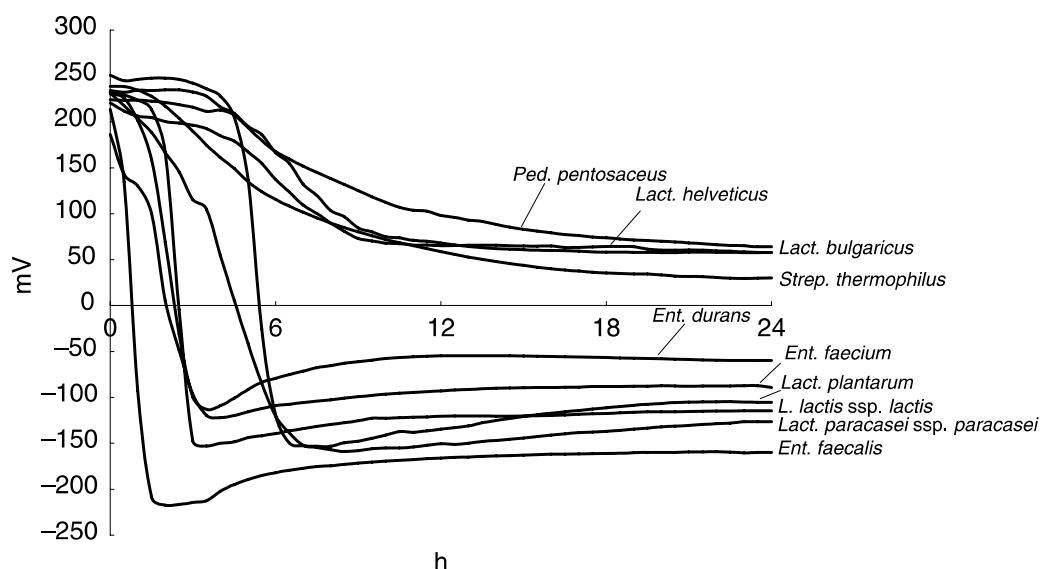 300
250
200
150
100
50
0
−50
−100
−150
−200
−250
mV
0 6 12 18 24
h
Ped. pentosaceus
Lact. helveticus
Lact. bulgaricus
Strep. thermophilus
Ent. durans
Ent. faecium
Lact. plantarum
L. lactis ssp. lactis
Lact. paracasei ssp. paracasei
Ent. faecalis